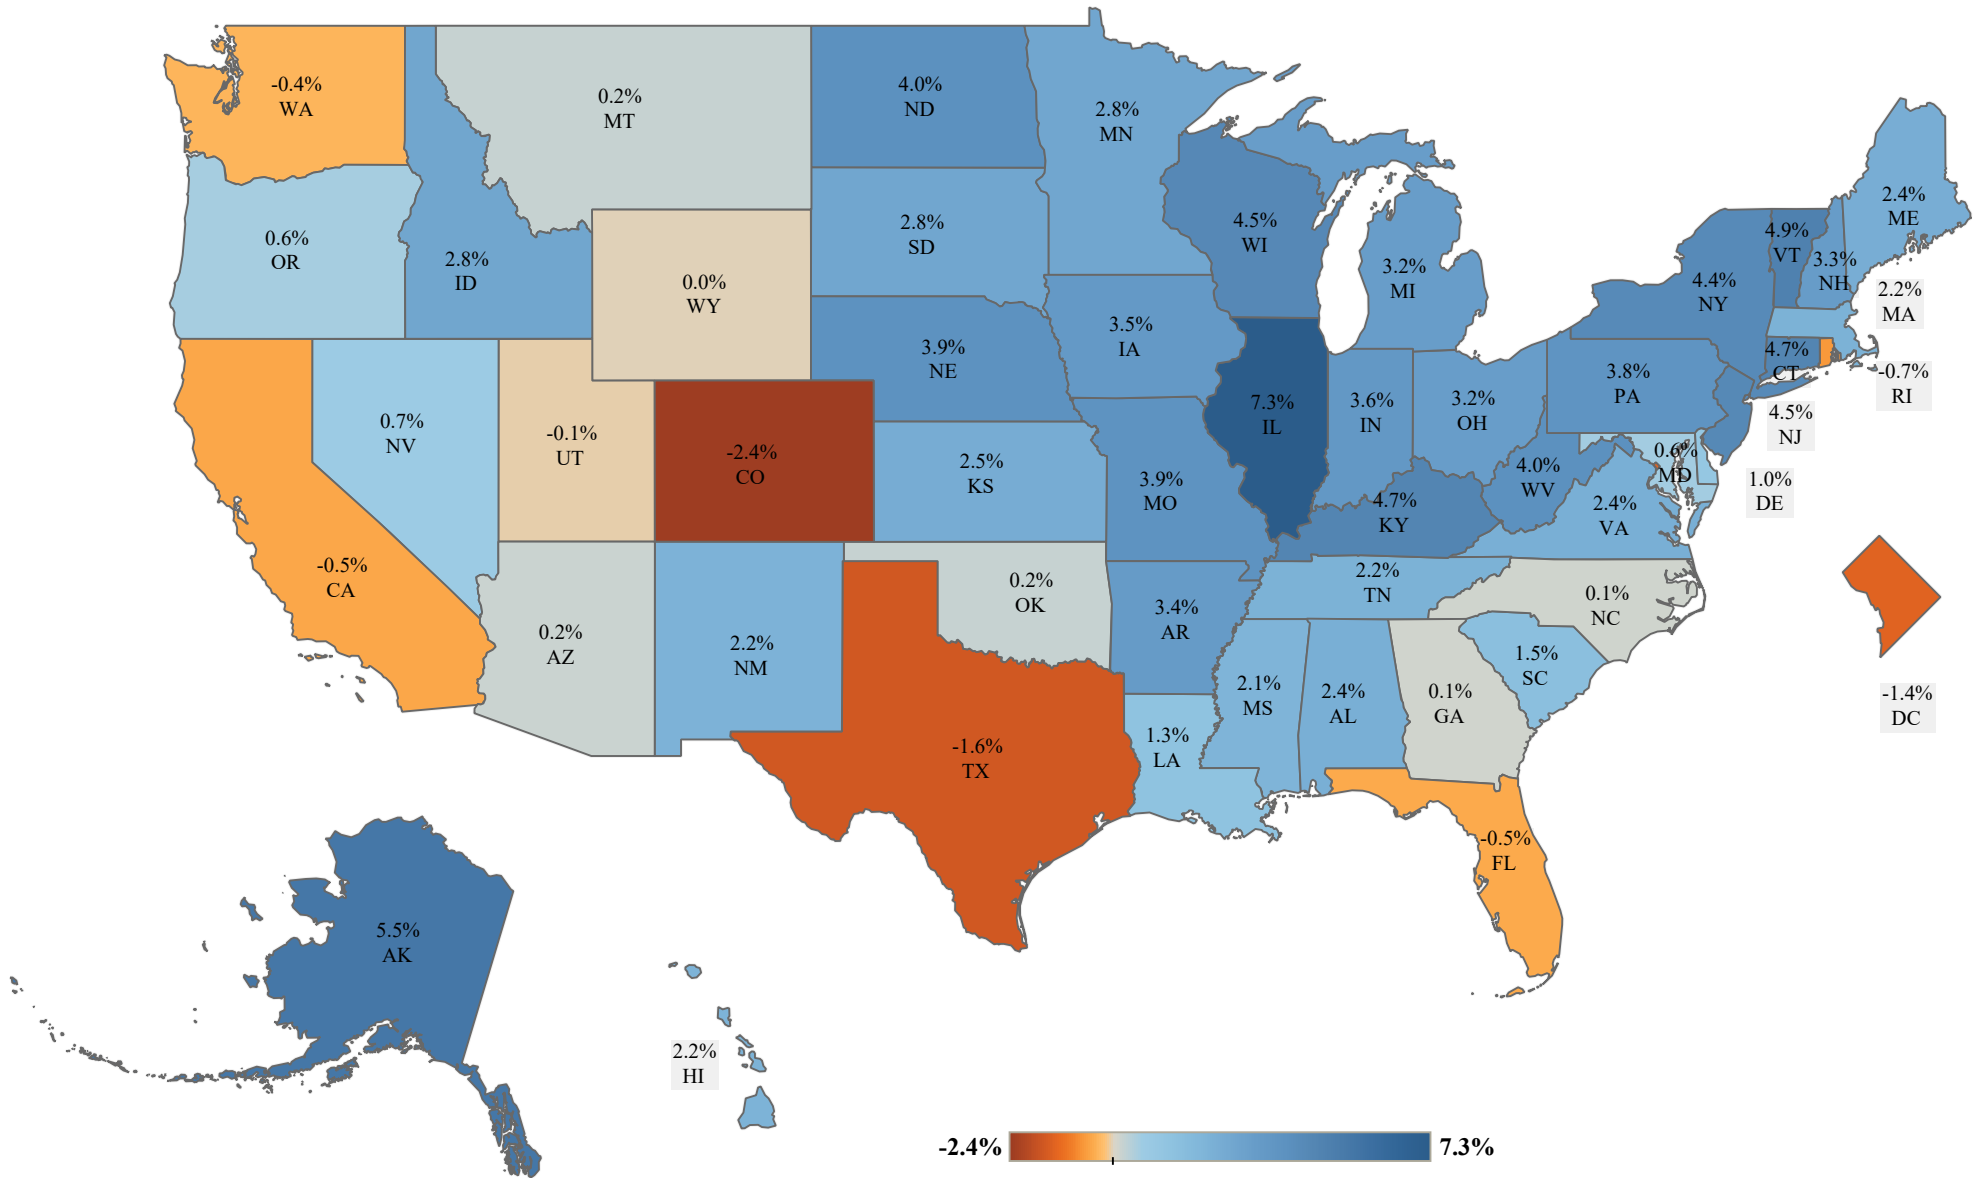 -0.4%
WA
0.2%
MT
4.0%
ND
2.8%
MN
0.6%
OR
2.8%
ID
0.0%
WY
2.8%
SD
4.5%
WI
3.2%
MI
4.9%
VT
3.3%
NH
2.4%
ME
4.4%
NY
2.2%
MA
3.9%
NE
3.5%
IA
4.7%
CT
-0.7%
RI
0.7%
NV
-0.1%
UT
-2.4%
CO
2.5%
KS
3.9%
MO
7.3%
IL
3.6%
IN
3.2%
OH
3.8%
PA
4.5%
NJ
0.6%
MD
1.0%
DE
4.0%
WV
4.7%
KY
2.4%
VA
-0.5%
CA
0.2%
AZ
2.2%
NM
0.2%
OK
3.4%
AR
2.2%
TN
0.1%
NC
1.5%
SC
-1.4%
DC
-1.6%
TX
1.3%
LA
2.1%
MS
2.4%
AL
0.1%
GA
-0.5%
FL
5.5%
AK
2.2%
HI
-2.4%
7.3%